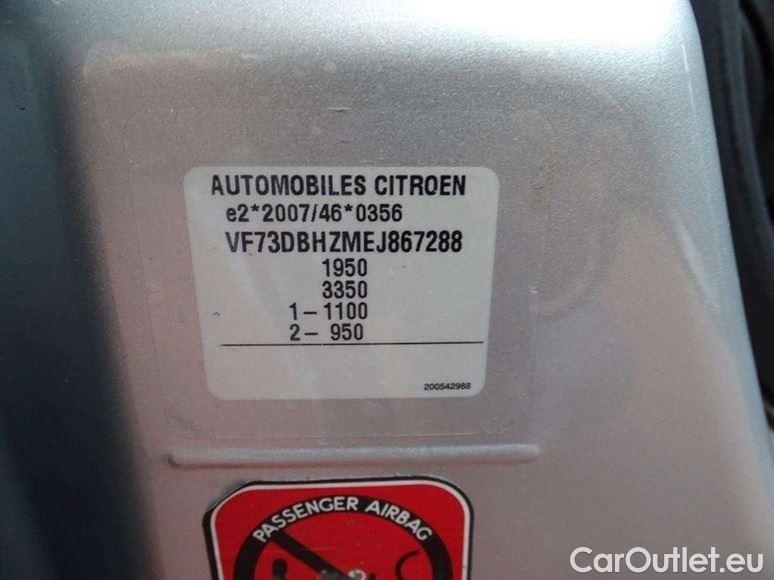 AUTOMOBILES CITROEN
e2*2007/46*0356
VF73DBHZMEJ867288
1950
3350
1 - 1100
2 - 950
200542988
PASSENGER AIRBAG
CarOutlet.eu